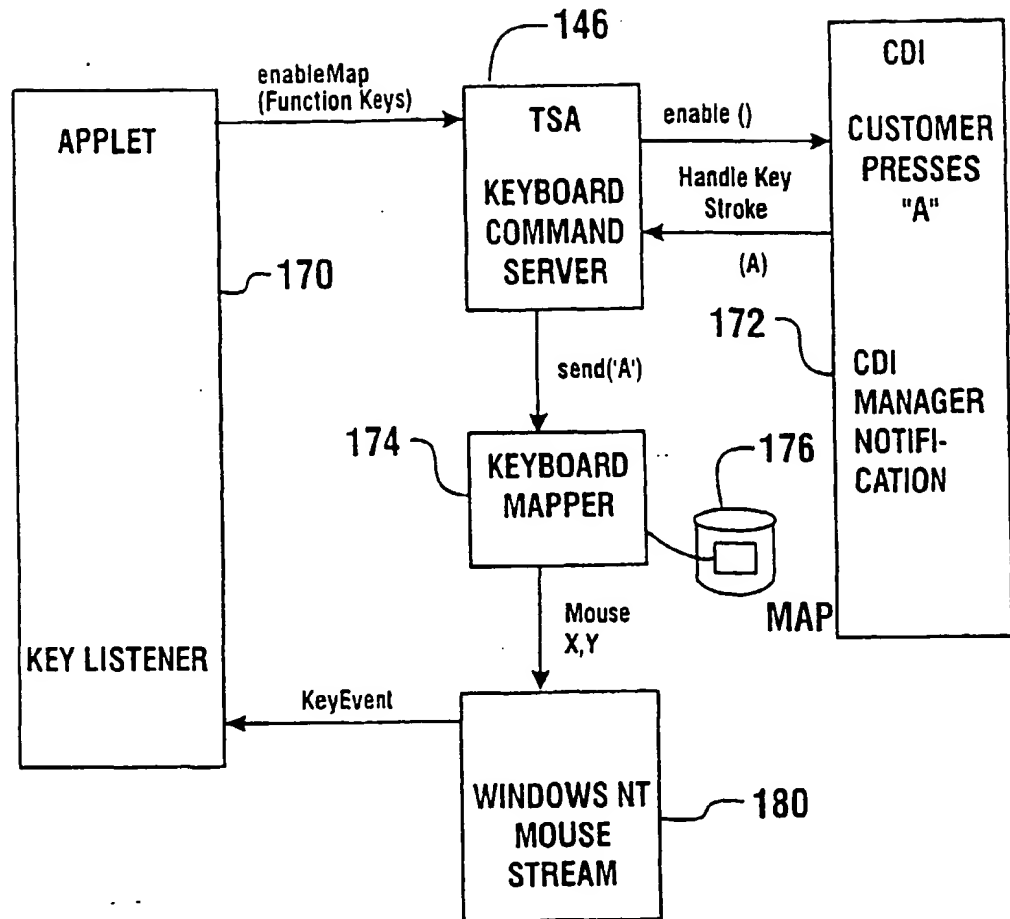 146
enableMap
(Function Keys)
APPLET
KEY LISTENER
170
TSA
KEYBOARD
COMMAND
SERVER
enable ()
Handle Key
Stroke
(A)
CDI
CUSTOMER
PRESSES
"A"
172
CDI
MANAGER
NOTIFI-
CATION
send('A')
174
KEYBOARD
MAPPER
176
MAP
Mouse
X,Y
KeyEvent
WINDOWS NT
MOUSE
STREAM
180